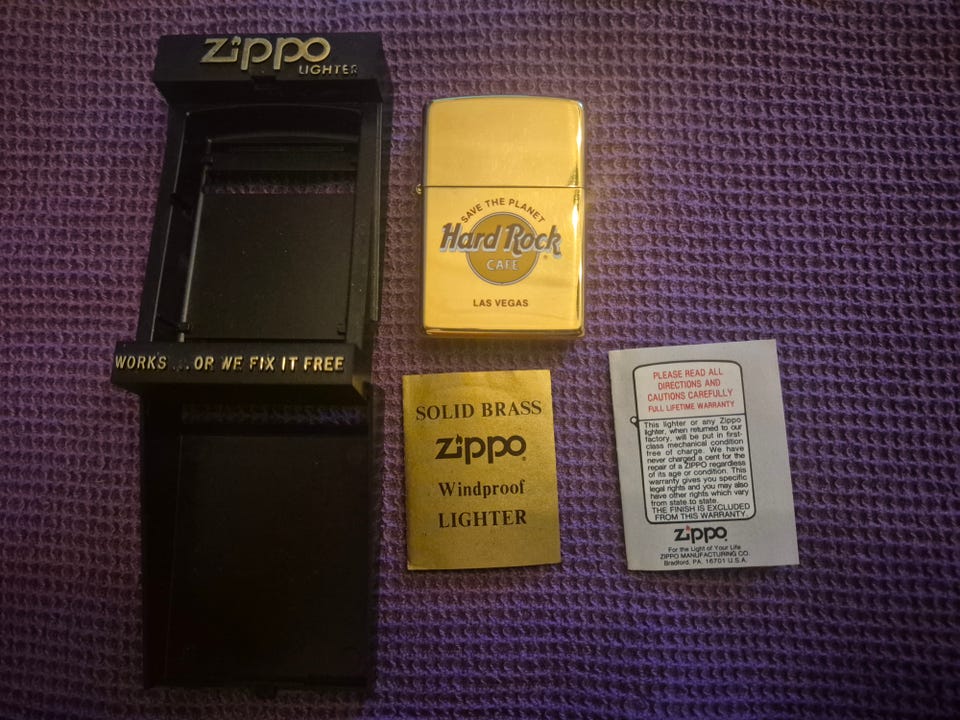 Zippo
LIGHTER
WORKS...OR WE FIX IT FREE
SAVE THE PLANET
Hard Rock
CAFE
LAS VEGAS
SOLID BRASS
Zippo
Windproof
LIGHTER
PLEASE READ ALL
DIRECTIONS AND
CAUTIONS CAREFULLY
FULL LIFETIME WARRANTY
This lighter or any Zippo
lighter, when returned to our
factory, will be put in first-
class mechanical condition
free of charge. We have
never charged a cent for the
repair of a ZIPPO regardless
of its age or condition. This
warranty gives you specific
legal rights and you may also
have other rights which vary
from state to state.
THE FINISH IS EXCLUDED
FROM THIS WARRANTY.
Zippo
For the Light of Your Life
ZIPPO MANUFACTURING CO.
Bradford, PA. 16701 U.S.A.